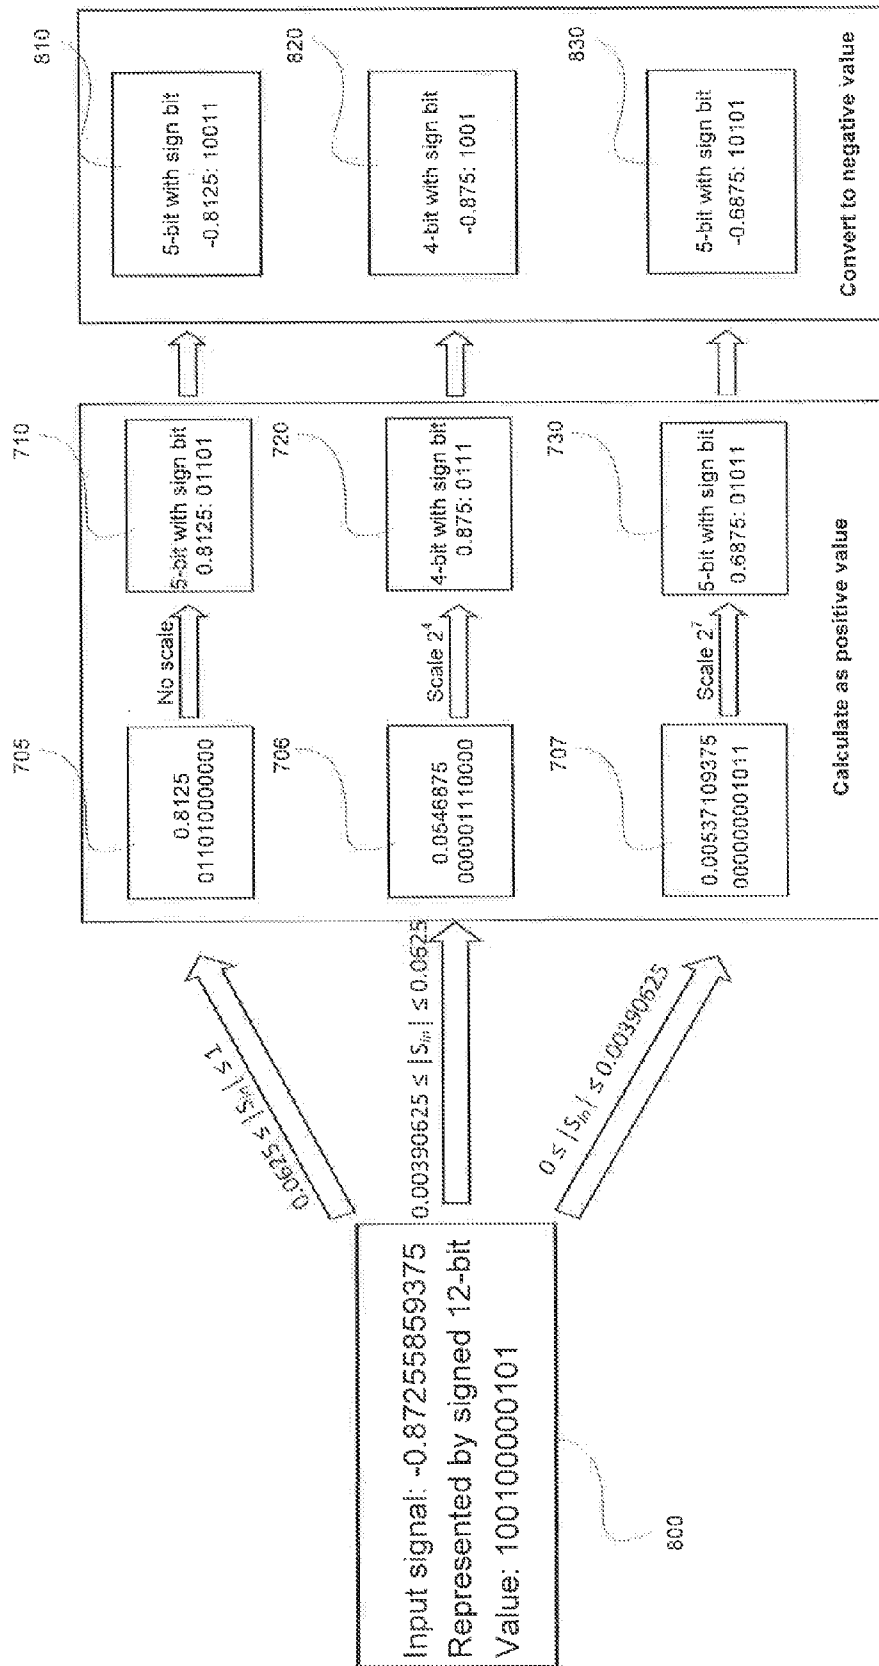 Input signal: -0.87255859375
Represented by signed 12-bit
Value: 100100000101
800
0.0625 ≤ |Sin| ≤ 1
0.00390625 ≤ |Sin| ≤ 0.0625
0 ≤ |Sin| ≤ 0.00390625
705
0.8125
011010000000
No scale
710
5-bit with sign bit
0.8125: 01101
706
0.0546875
000001110000
Scale 2^4
720
4-bit with sign bit
0.875: 0111
707
0.00537109375
000000001011
Scale 2^7
730
5-bit with sign bit
0.6875: 01011
Calculate as positive value
810
5-bit with sign bit
-0.8125: 10011
820
4-bit with sign bit
-0.875: 1001
830
5-bit with sign bit
-0.6875: 10101
Convert to negative value